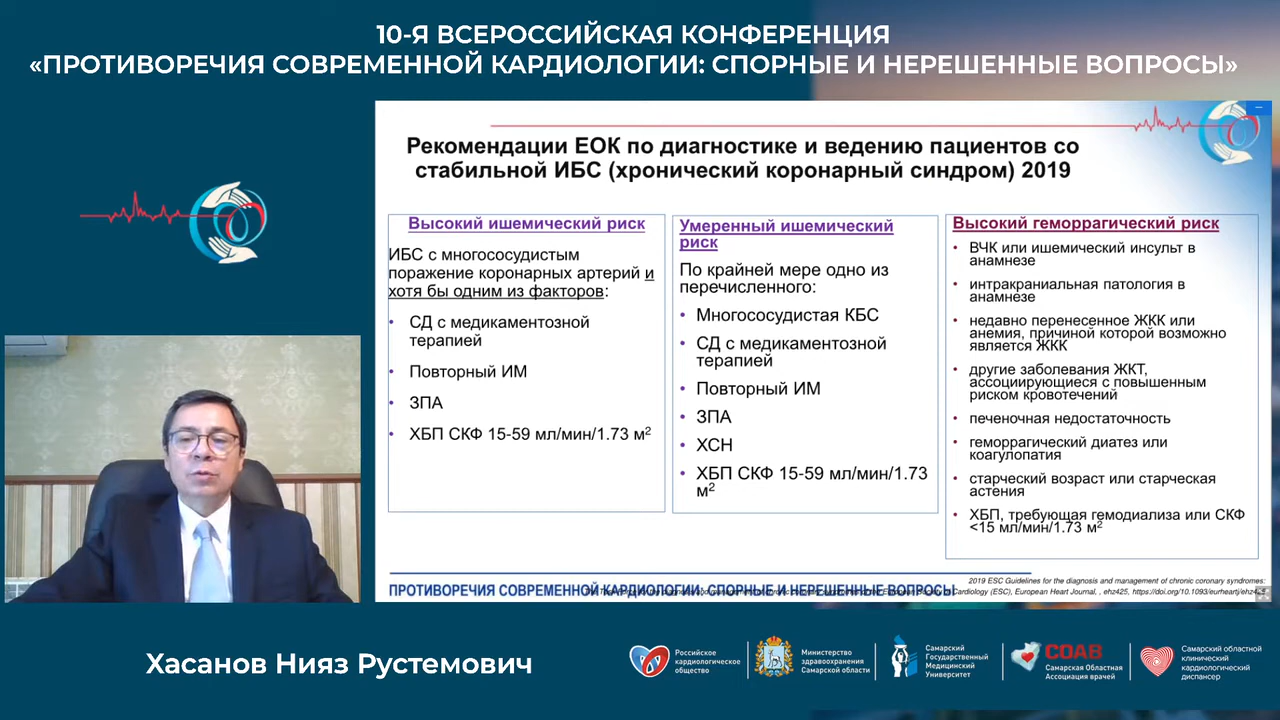 10-Я ВСЕРОССИЙСКАЯ КОНФЕРЕНЦИЯ
«ПРОТИВОРЕЧИЯ СОВРЕМЕННОЙ КАРДИОЛОГИИ: СПОРНЫЕ И НЕРЕШЕННЫЕ ВОПРОСЫ»
Рекомендации ЕОК по диагностике и ведению пациентов со
стабильной ИБС (хронический коронарный синдром) 2019
Высокий ишемический риск
ИБС с многососудистым
поражение коронарных артерий и
хотя бы одним из факторов:
• СД с медикаментозной
терапией
• Повторный ИМ
• ЗПА
• ХБП СКФ 15-59 мл/мин/1.73 м²
Умеренный ишемический
риск
По крайней мере одно из
перечисленного:
• Многососудистая КБС
• СД с медикаментозной
терапией
• Повторный ИМ
• ЗПА
• ХСН
• ХБП СКФ 15-59 мл/мин/1.73
м²
Высокий геморрагический риск
• ВЧК или ишемический инсульт в
анамнезе
• интракраниальная патология в
анамнезе
• недавно перенесенное ЖКК или
анемия, причиной которой возможно
является ЖКК
• другие заболевания ЖКТ,
ассоциирующиеся с повышенным
риском кровотечений
• печеночная недостаточность
• геморрагический диатез или
коагулопатия
• старческий возраст или старческая
астения
• ХБП, требующая гемодиализа или СКФ
<15 мл/мин/1.73 м²
ПРОТИВОРЕЧИЯ СОВРЕМЕННОЙ КАРДИОЛОГИИ: СПОРНЫЕ И НЕРЕШЕННЫЕ ВОПРОСЫ
2019 ESC Guidelines for the diagnosis and management of chronic coronary syndromes:
Cardiology (ESC), European Heart Journal, , ehz425, https://doi.org/10.1093/eurheartj/ehz425
Хасанов Нияз Рустемович
Российское
кардиологическое
общество
Министерство
здравоохранения
Самарской области
Самарский
Государственный
Медицинский
Университет
СОАВ
Самарская Областная
Ассоциация врачей
Самарский областной
клинический
кардиологический
диспансер